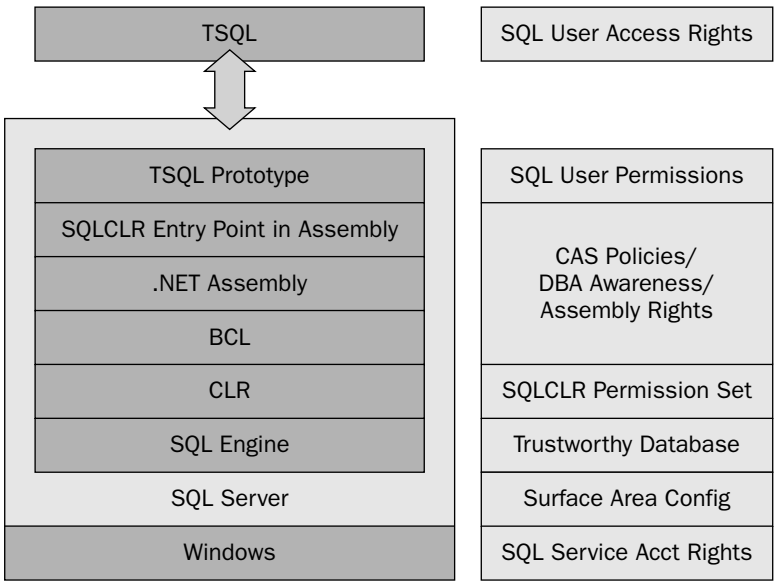 TSQL
SQL User Access Rights
TSQL Prototype
SQL User Permissions
SQLCLR Entry Point in Assembly
.NET Assembly
BCL
CAS Policies/
DBA Awareness/
Assembly Rights
CLR
SQLCLR Permission Set
SQL Engine
Trustworthy Database
SQL Server
Surface Area Config
Windows
SQL Service Acct Rights